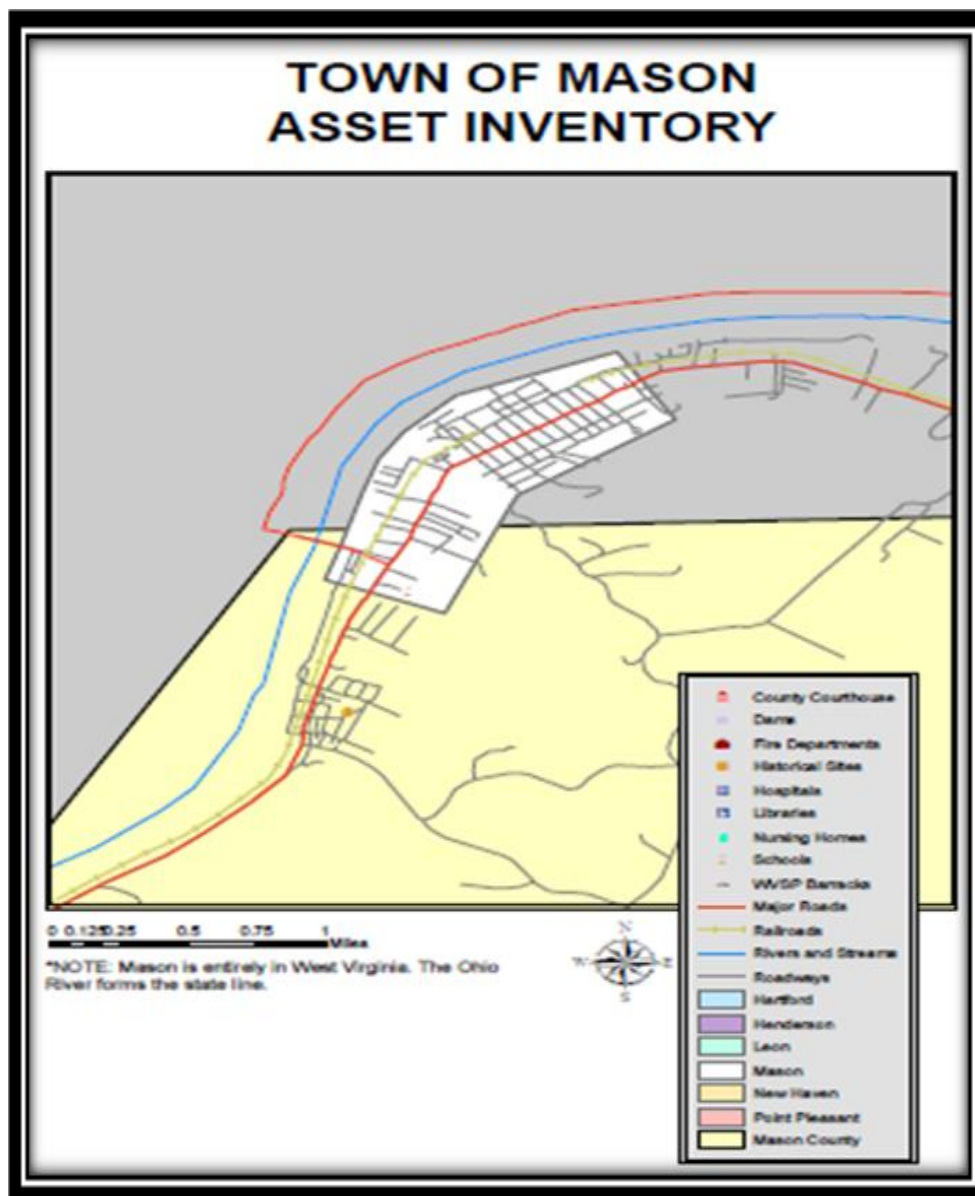 TOWN OF MASON
ASSET INVENTORY
County Courthouse
Dams
Fire Departments
Historical Sites
Hospitals
Libraries
Nursing Homes
Schools
WVSP Barracks
Major Roads
Railroads
Rivers and Streams
Roadways
Hartford
Henderson
Leon
Mason
New Haven
Point Pleasant
Mason County
0 0.125 0.25 0.5 0.75 1
Miles
*NOTE: Mason is entirely in West Virginia. The Ohio
River forms the state line.
N
W E
S